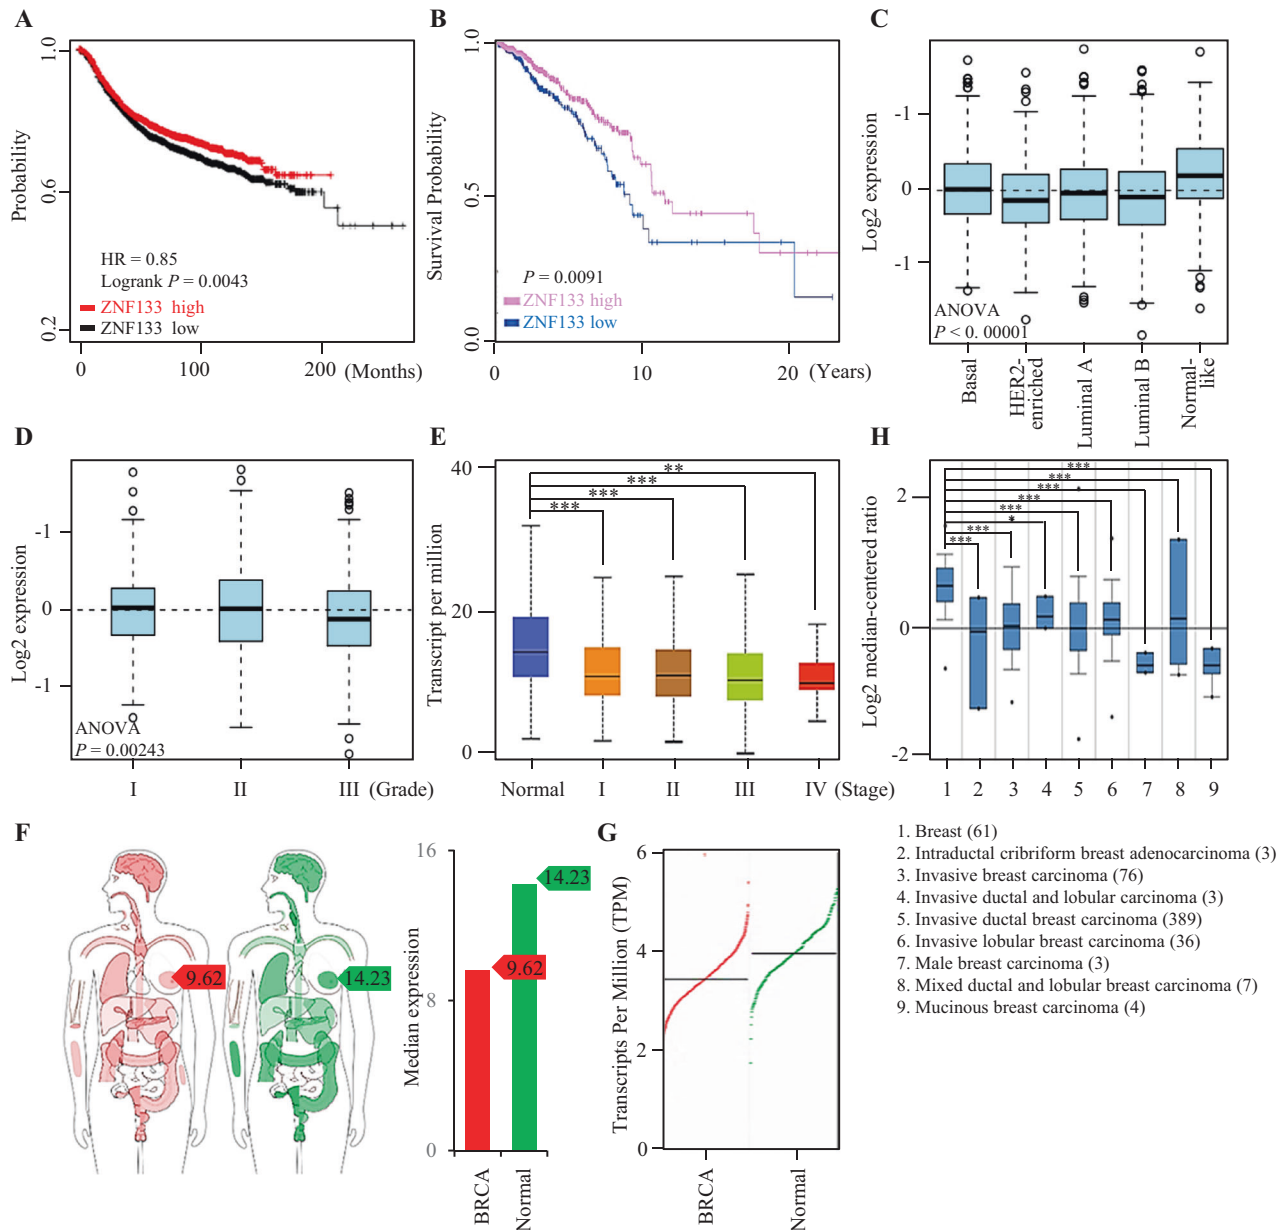 A
1.0
0.6
0.2
Probability
HR = 0.85
Logrank P = 0.0043
ZNF133 high
ZNF133 low
0 100 200 (Months)
B
1.0
0.5
0.0
Survival Probability
P = 0.0091
ZNF133 high
ZNF133 low
0 10 20 (Years)
C
-1
0
-1
Log2 expression
ANOVA
P < 0. 00001
Basal
HER2-
enriched
Luminal A
Luminal B
Normal-
like
D
-1
0
-1
Log2 expression
ANOVA
P = 0.00243
I II III (Grade)
E
40
20
0
Transcript per million
**
***
***
***
Normal I II III IV (Stage)
H
2
0
-2
Log2 median-centered ratio
***
***
***
***
***
*
***
***
1 2 3 4 5 6 7 8 9
1. Breast (61)
2. Intraductal cribriform breast adenocarcinoma (3)
3. Invasive breast carcinoma (76)
4. Invasive ductal and lobular carcinoma (3)
5. Invasive ductal breast carcinoma (389)
6. Invasive lobular breast carcinoma (36)
7. Male breast carcinoma (3)
8. Mixed ductal and lobular breast carcinoma (7)
9. Mucinous breast carcinoma (4)
F
9.62
14.23
16
8
0
Median expression
9.62
14.23
BRCA
Normal
G
6
4
2
0
Transcripts Per Million (TPM)
BRCA
Normal